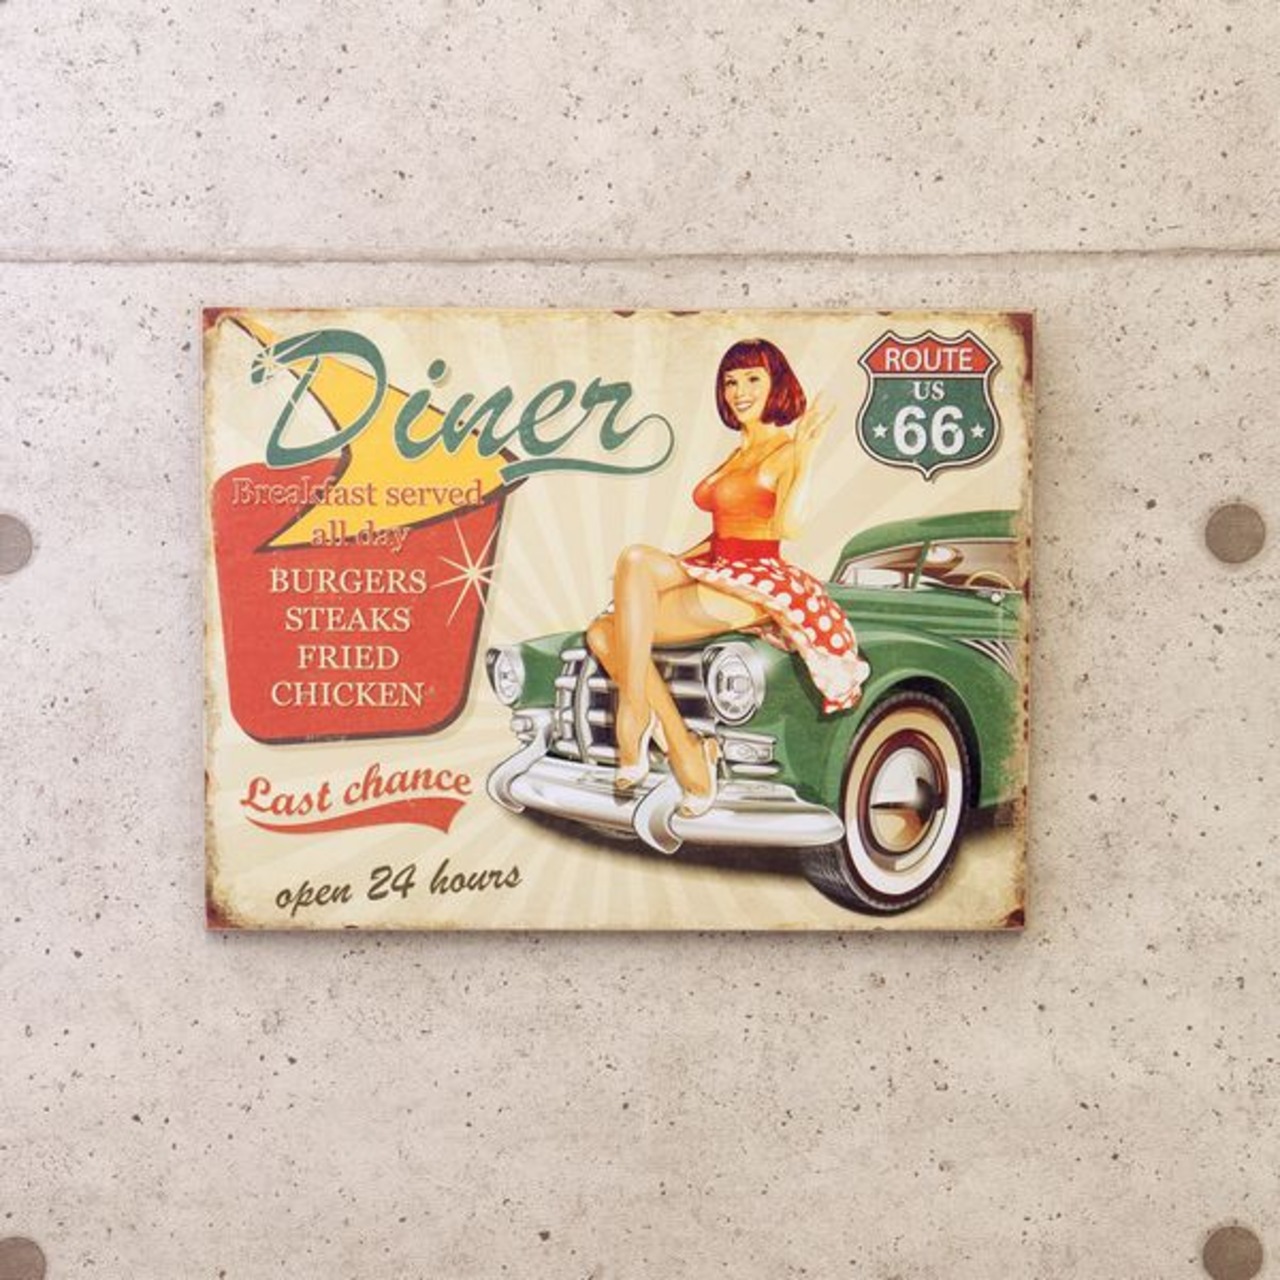 Diner
Breakfast served
all day
BURGERS
STEAKS
FRIED
CHICKEN
Last chance
open 24 hours
ROUTE
US
66